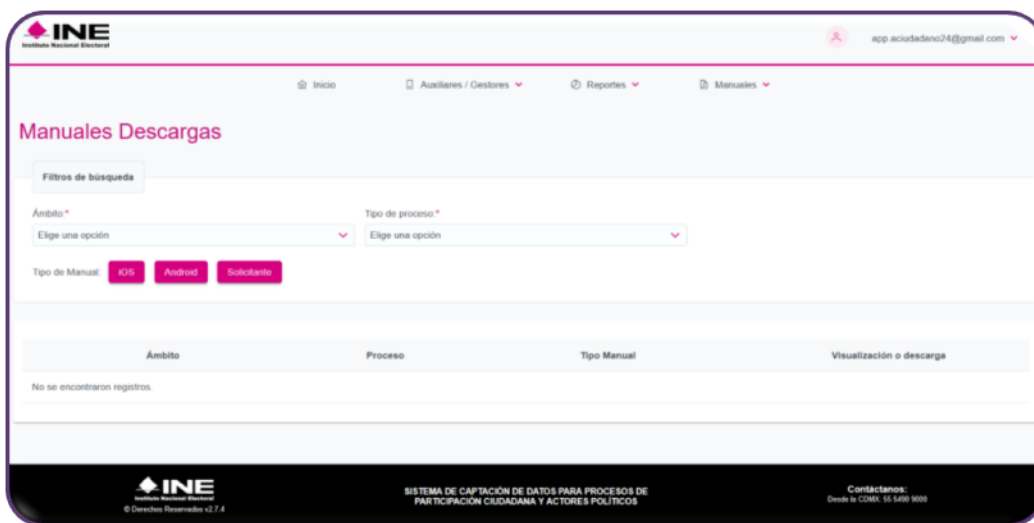 INE
Instituto Nacional Electoral
app.aciudadano24@gmail.com
Inicio
Auxiliares / Gestores
Reportes
Manuales
Manuales Descargas
Filtros de búsqueda
Ámbito:*
Tipo de proceso:*
Elige una opción
Elige una opción
Tipo de Manual: iOS Android Solicitante
Ámbito Proceso Tipo Manual Visualización o descarga
No se encontraron registros.
INE
Instituto Nacional Electoral
© Derechos Reservados v2.7.4
SISTEMA DE CAPTACIÓN DE DATOS PARA PROCESOS DE
PARTICIPACIÓN CIUDADANA Y ACTORES POLÍTICOS
Contáctanos:
Desde la CDMX: 55 5490 9000